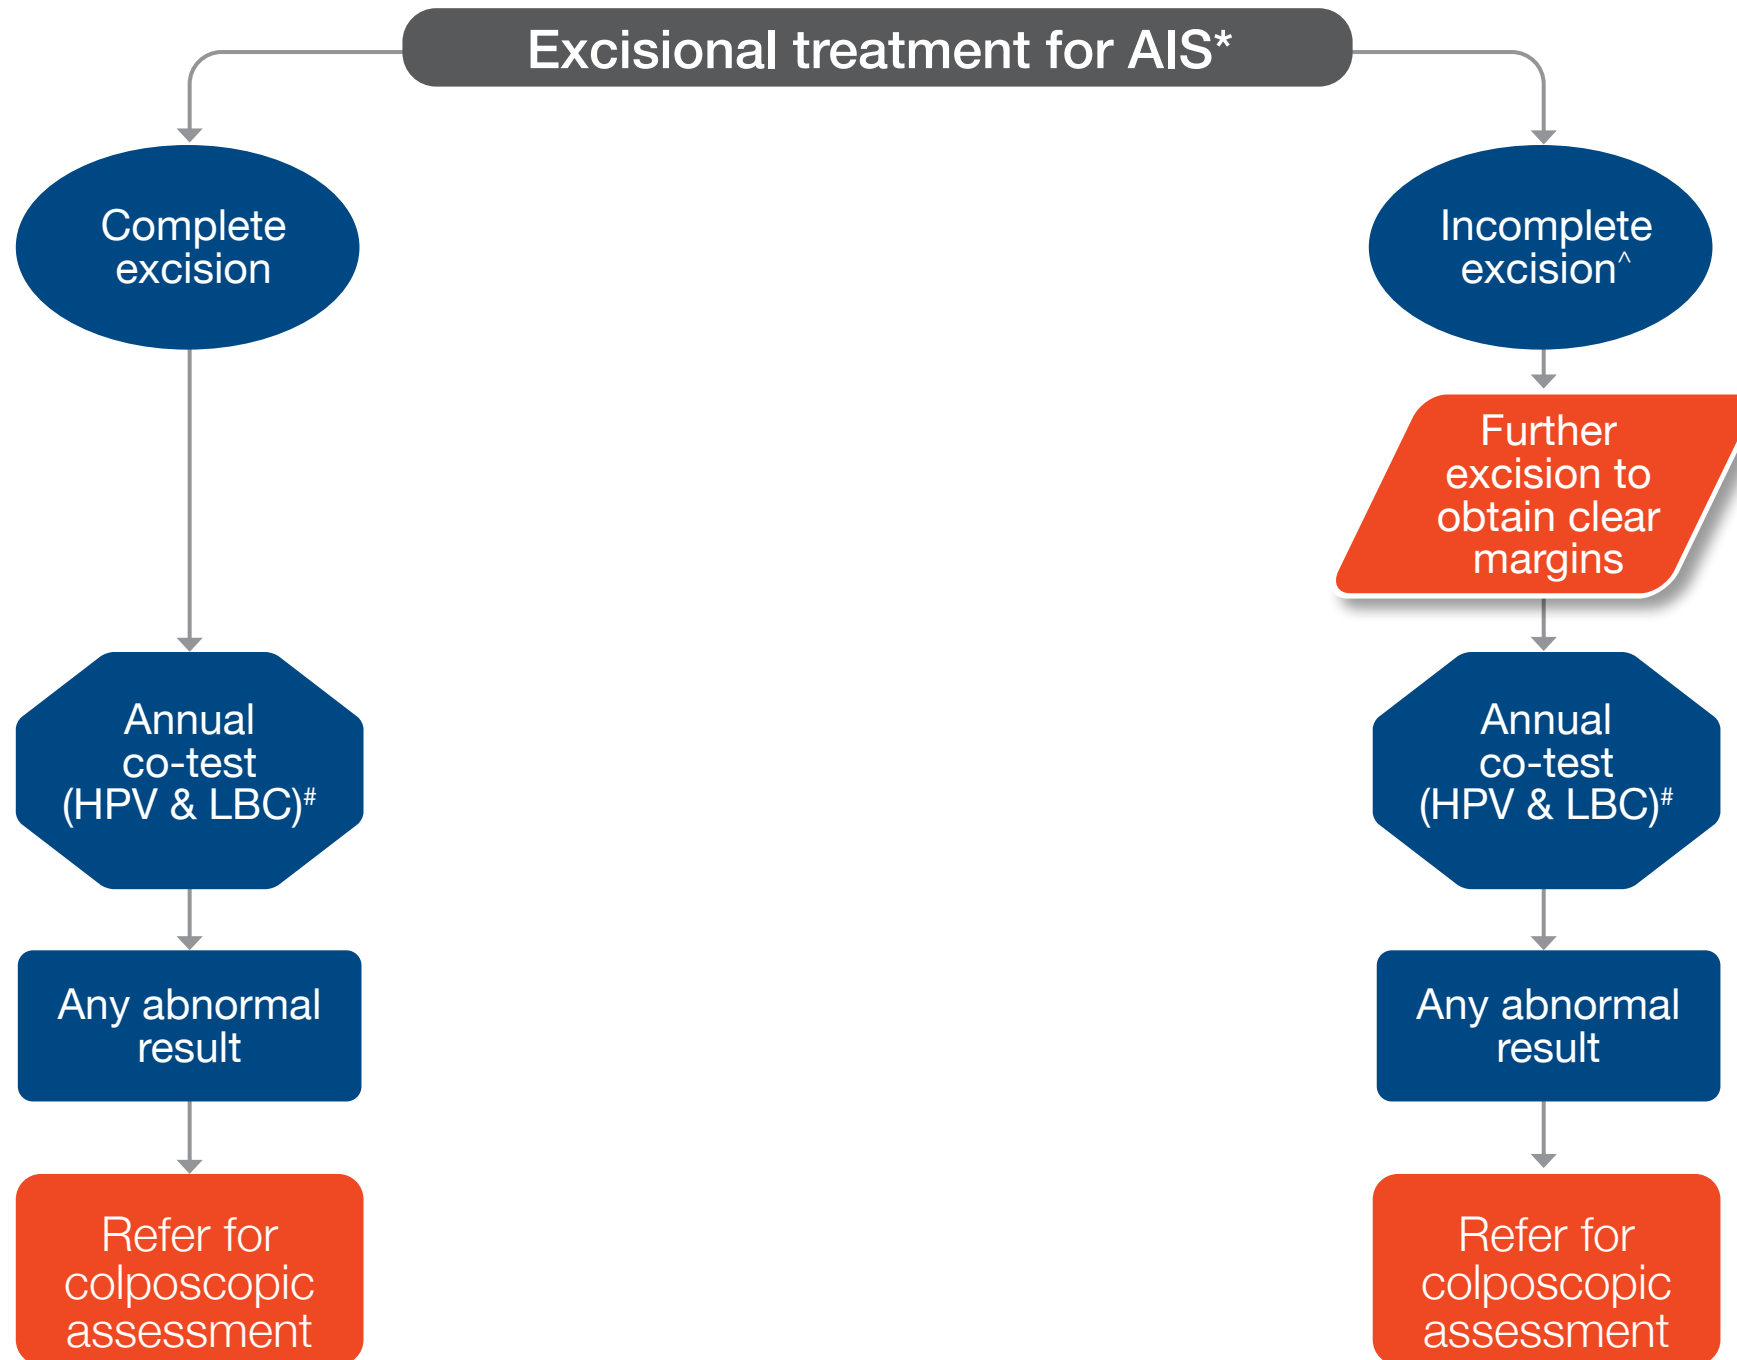 Excisional treatment for AIS*
Complete
excision
Incomplete
excision^
Further
excision to
obtain clear
margins
Annual
co-test
(HPV & LBC)#
Annual
co-test
(HPV & LBC)#
Any abnormal
result
Any abnormal
result
Refer for
colposcopic
assessment
Refer for
colposcopic
assessment